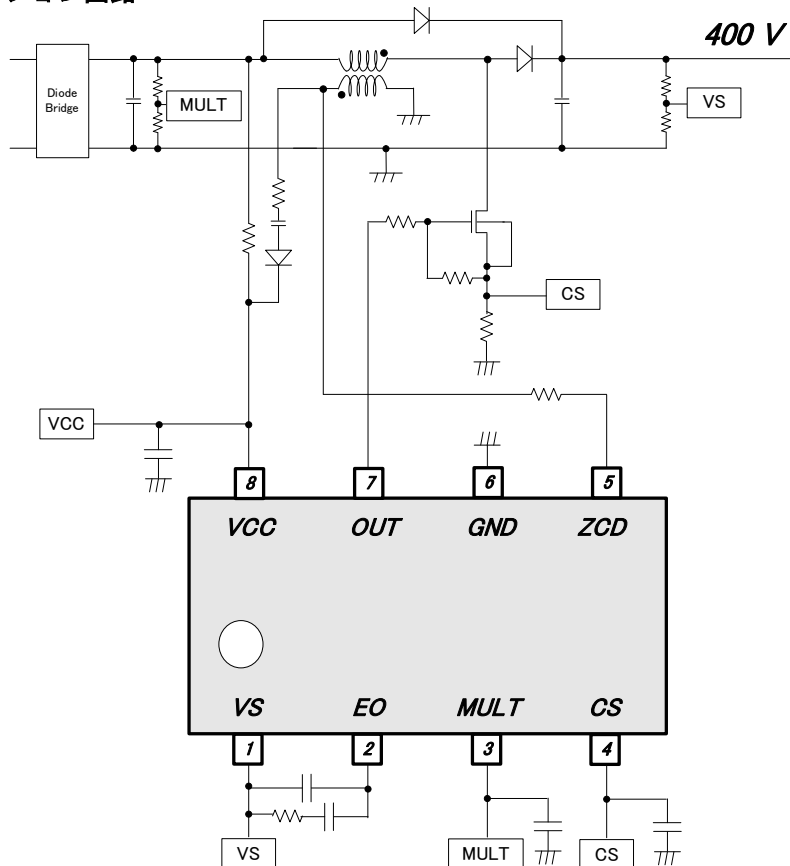 400 V
Diode
Bridge
MULT
VS
CS
VCC
8
7
6
5
VCC
OUT
GND
ZCD
VS
EO
MULT
CS
1
2
3
4
VS
MULT
CS